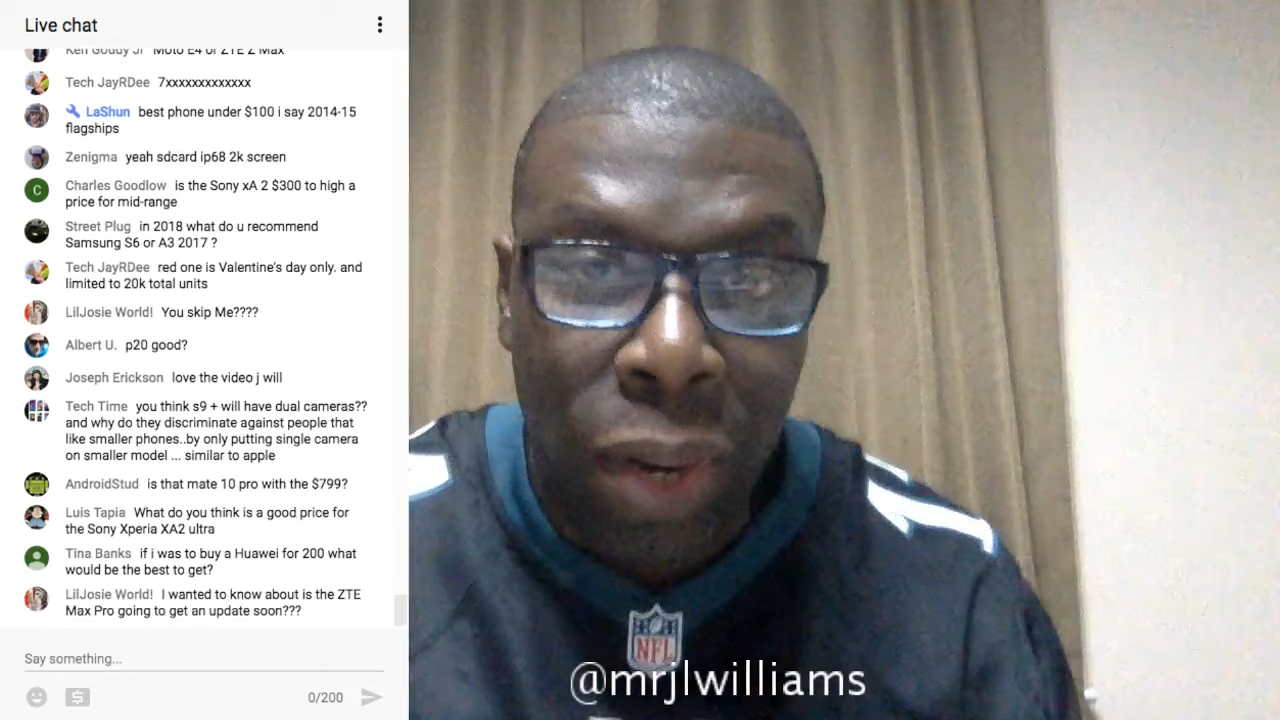 Live chat
Ken Goudy Jr Moto E4 or ZTE Z Max
Tech JayRDee 7xxxxxxxxxxxxx
LaShun best phone under $100 i say 2014-15
flagships
Zenigma yeah sdcard ip68 2k screen
C
Charles Goodlow is the Sony xA 2 $300 to high a
price for mid-range
Street Plug in 2018 what do u recommend
Samsung S6 or A3 2017 ?
Tech JayRDee red one is Valentine's day only. and
limited to 20k total units
LilJosie World! You skip Me????
Albert U. p20 good?
Joseph Erickson love the video j will
Tech Time you think s9 + will have dual cameras??
and why do they discriminate against people that
like smaller phones..by only putting single camera
on smaller model ... similar to apple
AndroidStud is that mate 10 pro with the $799?
Luis Tapia What do you think is a good price for
the Sony Xperia XA2 ultra
Tina Banks if i was to buy a Huawei for 200 what
would be the best to get?
LilJosie World! I wanted to know about is the ZTE
Max Pro going to get an update soon???
Say something...
0/200
NFL
@mrjlwilliams